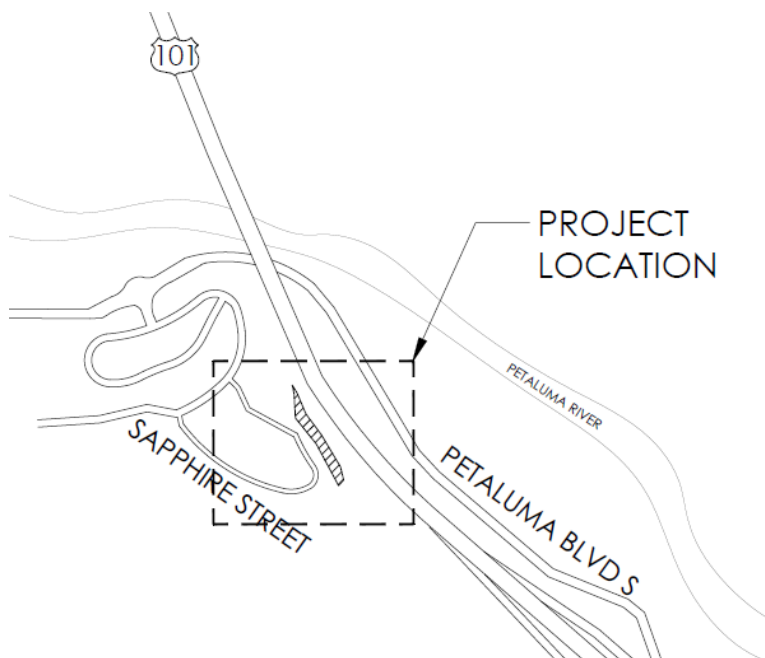 101
PROJECT
LOCATION
PETALUMA RIVER
SAPPHIRE STREET
PETALUMA BLVD S